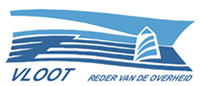 VLOOT REDER VAN DE OVERHEID